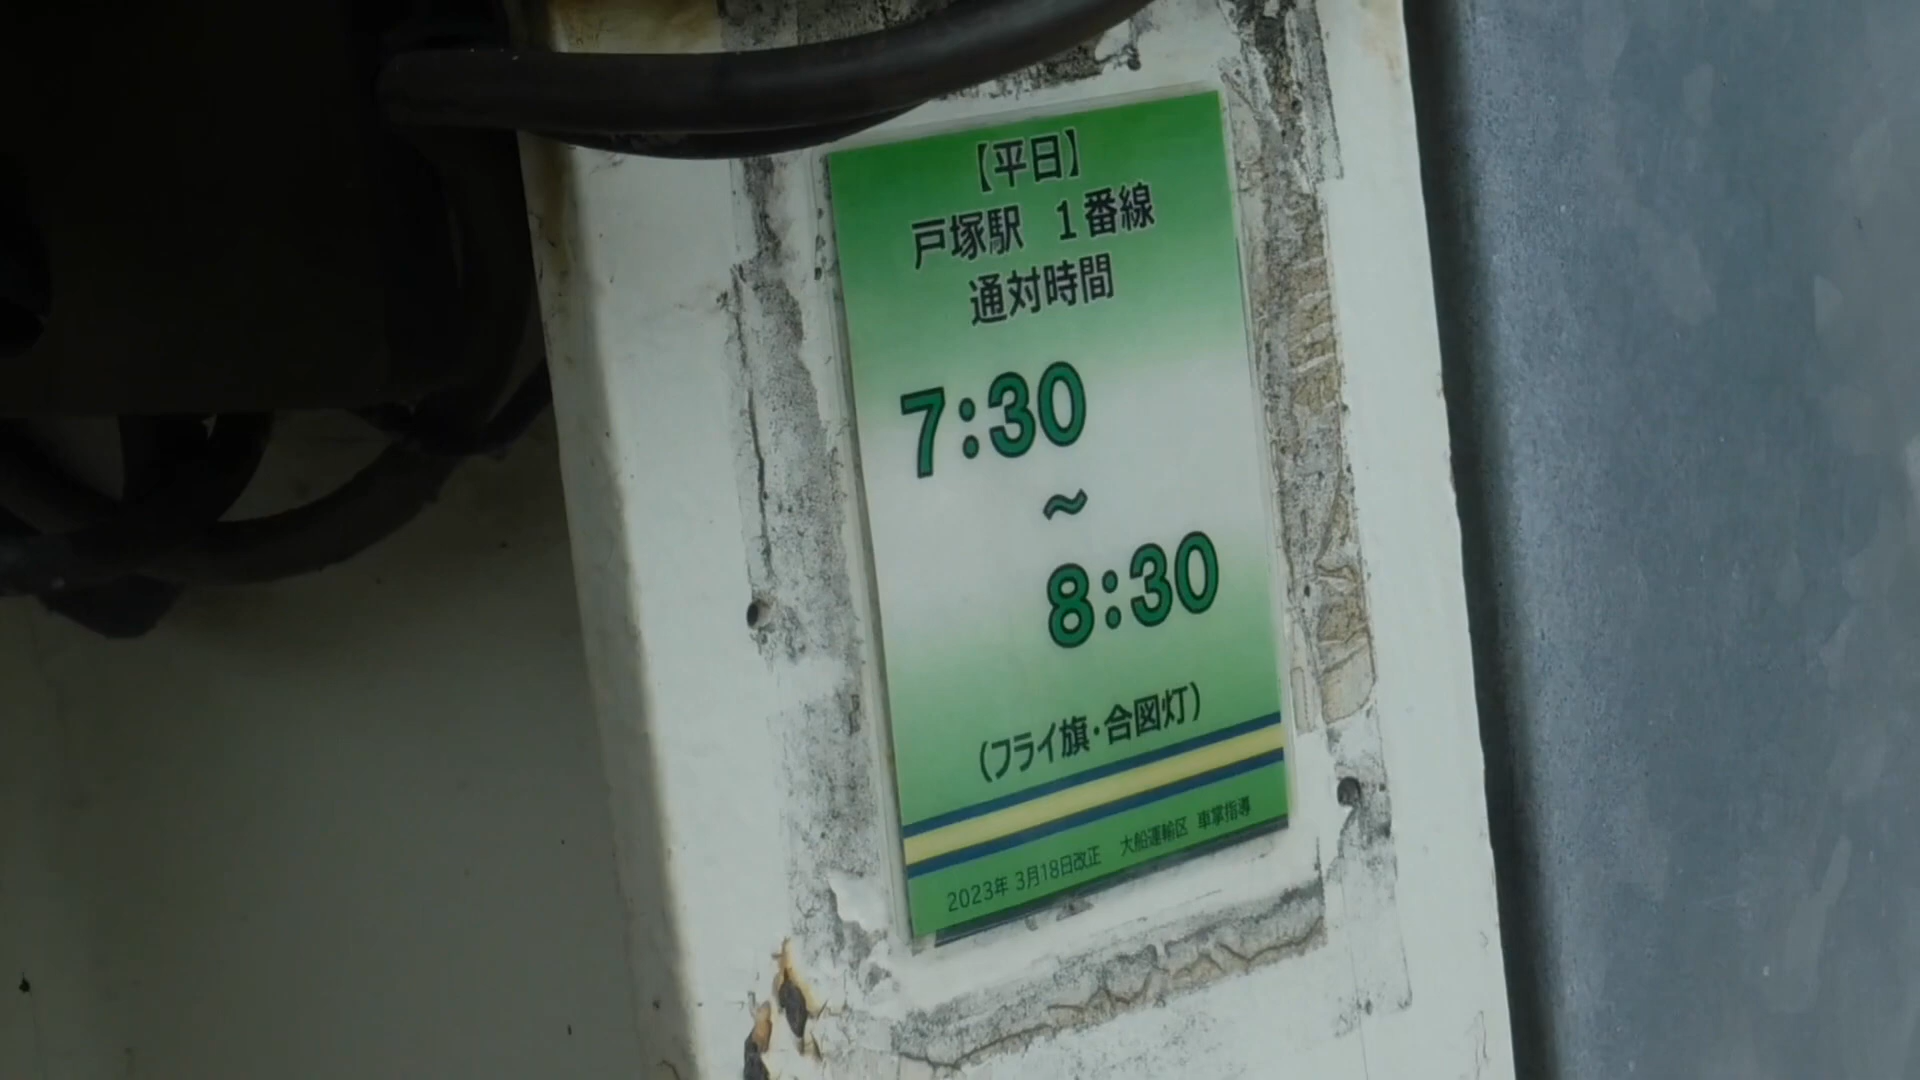 【平日】
戸塚駅 1番線
通対時間
7:30
~
8:30
(フライ旗・合図灯)
2023年 3月18日改正 大船運輸区 車掌指導